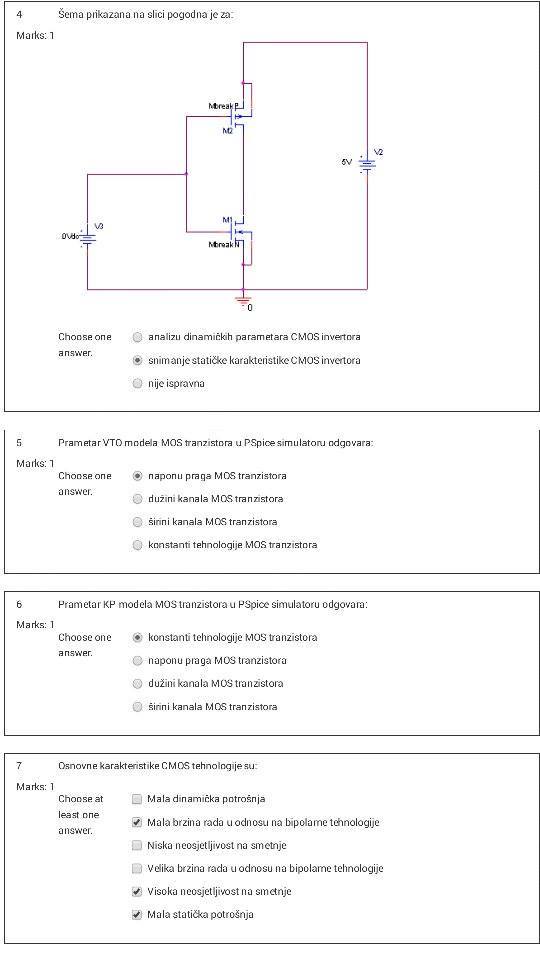 4 Šema prikazana na slici pogodna je za:
Marks: 1
MbreakP
M2
V2
5V
M1
MbreakN
V3
0Vdc
0
Choose one answer.
analizu dinamičkih parametara CMOS invertora
snimanje statičke karakteristike CMOS invertora
nije ispravna
5 Prametar VTO modela MOS tranzistora u PSpice simulatoru odgovara:
Marks: 1
Choose one answer.
naponu praga MOS tranzistora
dužini kanala MOS tranzistora
širini kanala MOS tranzistora
konstanti tehnologije MOS tranzistora
6 Prametar KP modela MOS tranzistora u PSpice simulatoru odgovara:
Marks: 1
Choose one answer.
konstanti tehnologije MOS tranzistora
naponu praga MOS tranzistora
dužini kanala MOS tranzistora
širini kanala MOS tranzistora
7 Osnovne karakteristike CMOS tehnologije su:
Marks: 1
Choose at least one answer.
Mala dinamička potrošnja
Mala brzina rada u odnosu na bipolarne tehnologije
Niska neosjetljivost na smetnje
Velika brzina rada u odnosu na bipolarne tehnologije
Visoka neosjetljivost na smetnje
Mala statička potrošnja